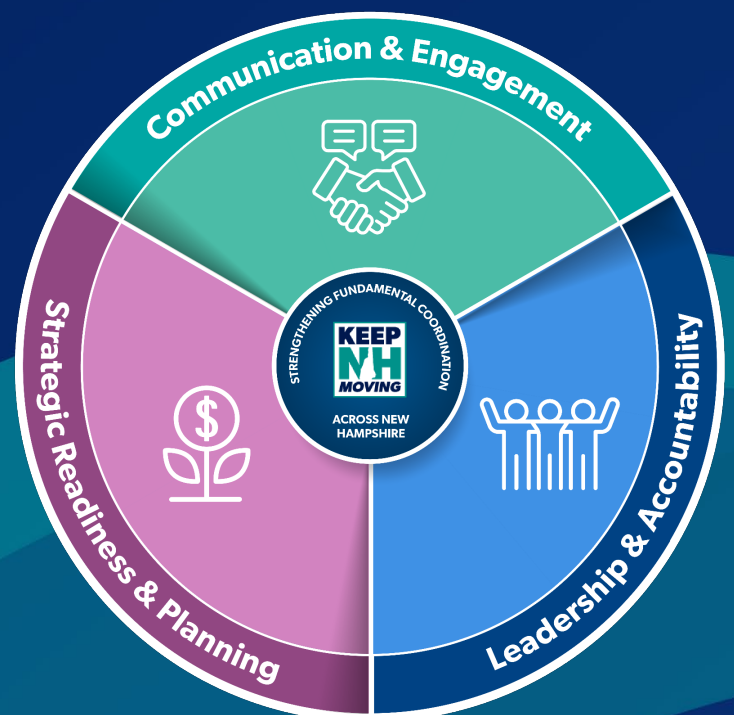 Communication & Engagement
STRENGTHENING FUNDAMENTAL COORDINATION
KEEP
NH
MOVING
ACROSS NEW
HAMPSHIRE
Strategic Readiness & Planning
$
Leadership & Accountability